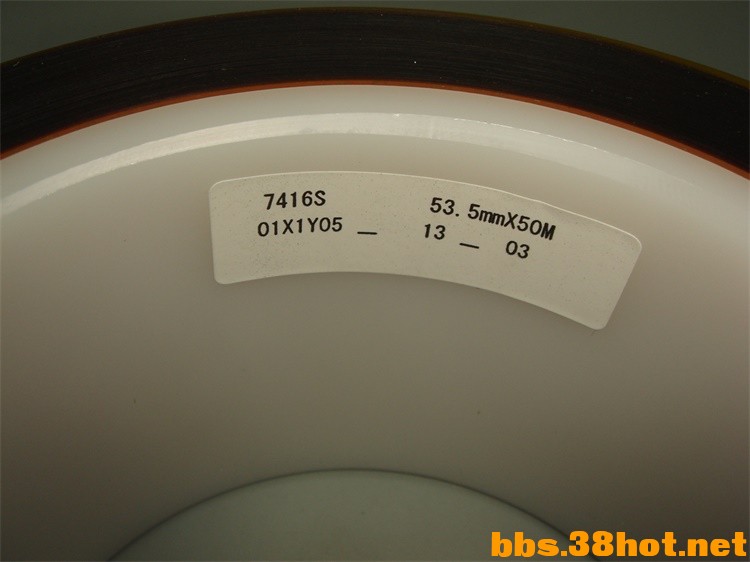 7416S 53.5mmX50M
01X1Y05 _ 13 _ 03
bbs.38hot.net